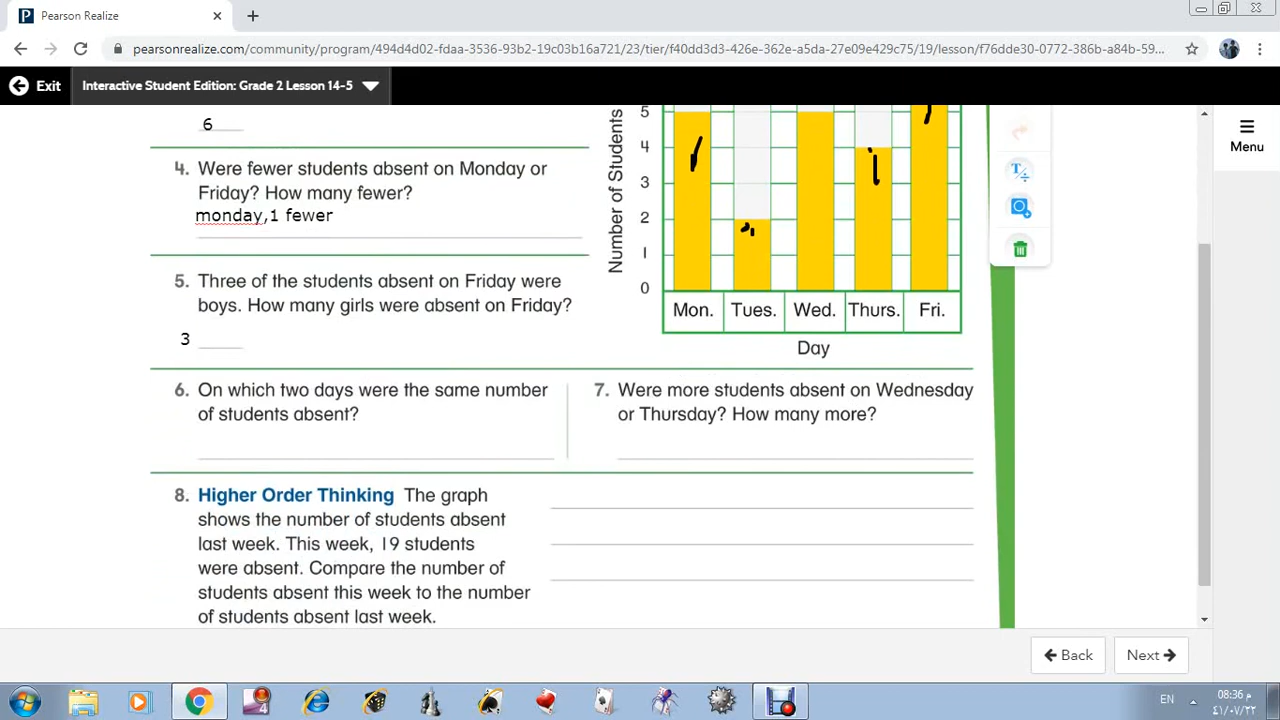 Pearson Realize
pearsonrealize.com/community/program/494d4d02-fdaa-3536-93b2-19c03b16a721/23/tier/f40dd3d3-426e-362e-a5da-27e09e429c75/19/lesson/f76dde30-0772-386b-a84b-59...
Exit
Interactive Student Edition: Grade 2 Lesson 14-5
Menu
6
4. Were fewer students absent on Monday or
Friday? How many fewer?
monday,1 fewer
5. Three of the students absent on Friday were
boys. How many girls were absent on Friday?
3
Number of Students
5
4
3
2
1
0
Mon. Tues. Wed. Thurs. Fri.
Day
6. On which two days were the same number
of students absent?
7. Were more students absent on Wednesday
or Thursday? How many more?
8. Higher Order Thinking The graph
shows the number of students absent
last week. This week, 19 students
were absent. Compare the number of
students absent this week to the number
of students absent last week.
Back
Next
EN
08:36 م
٤١/٠٧/٢٢